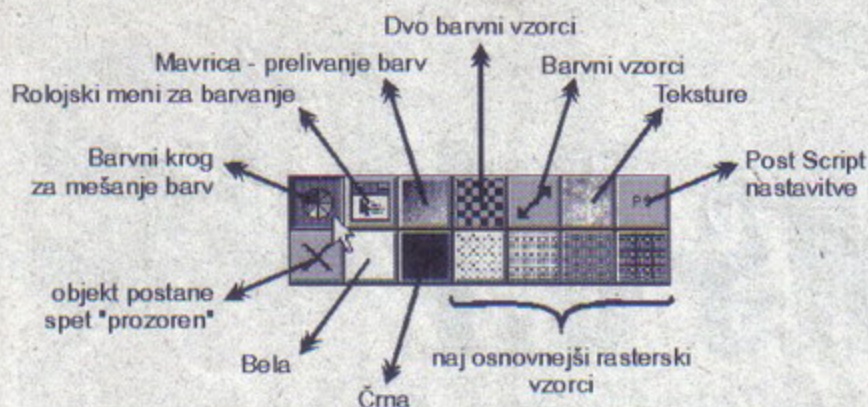 Dvo barvni vzorci
Mavrica - prelivanje barv
Barvni vzorci
Rolojski meni za barvanje
Teksture
Barvni krog
za mešanje barv
Post Script
nastavitve
PS
objekt postane
spet "prozoren"
Bela
Črna
naj osnovnejši rasterski
vzorci